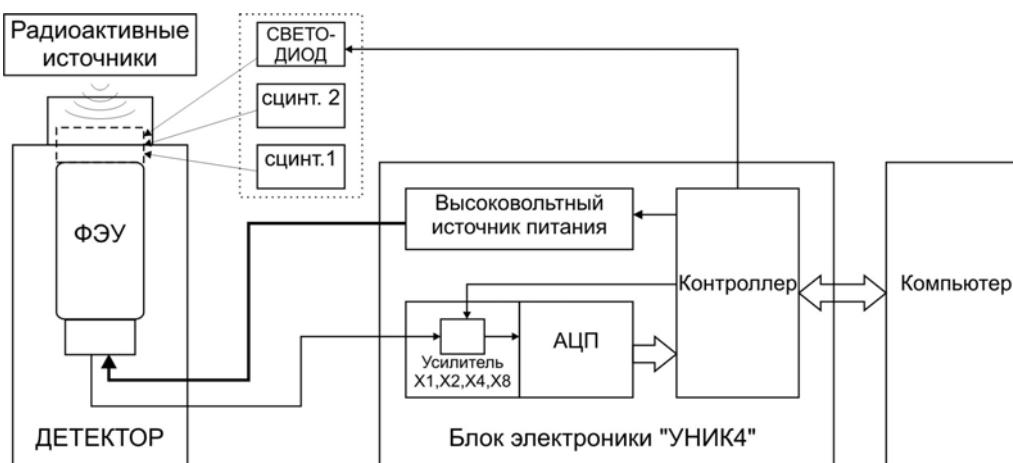 Радиоактивные
источники
СВЕТО-
ДИОД
сцинт. 2
сцинт.1
ФЭУ
ДЕТЕКТОР
Высоковольтный
источник питания
Контроллер
Компьютер
АЦП
Усилитель
X1,X2,X4,X8
Блок электроники "УНИК4"